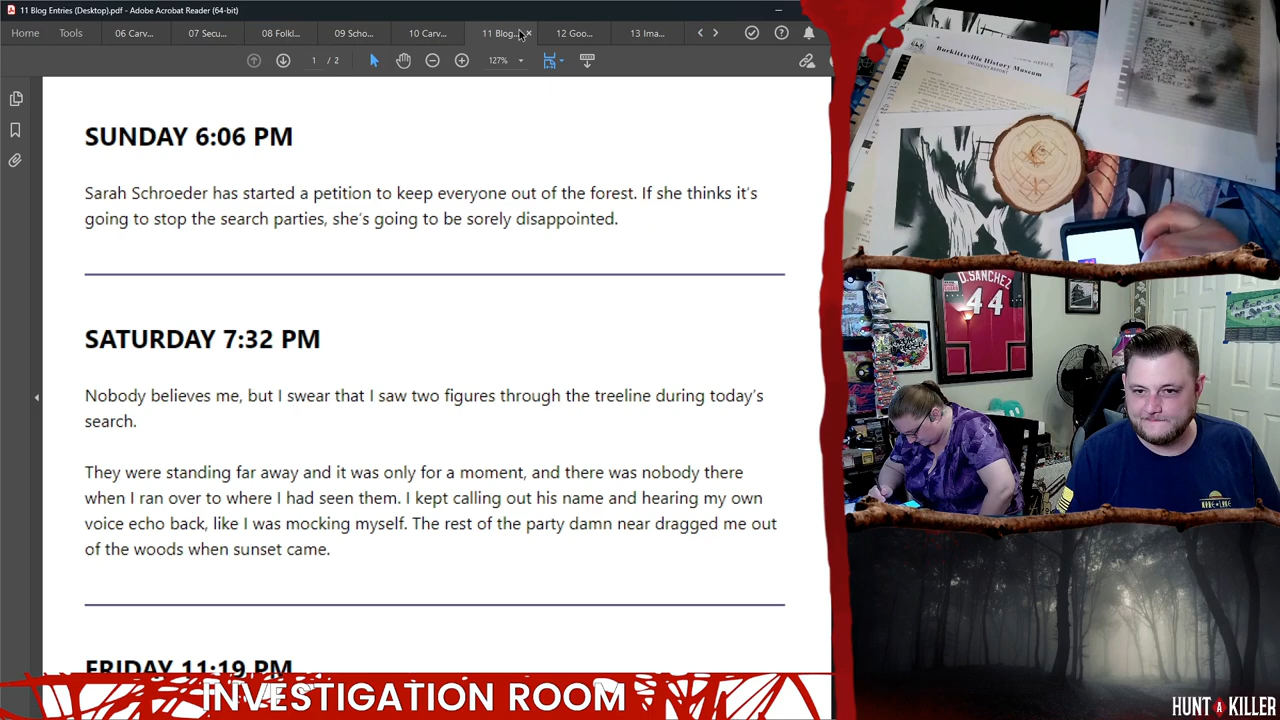 11 Blog Entries (Desktop).pdf - Adobe Acrobat Reader (64-bit)
Home
Tools
06 Carv...
07 Secu...
08 Folkl...
09 Scho...
10 Carv...
11 Blog...
12 Goo...
13 Ima...
1 / 2
127%
SUNDAY 6:06 PM
Sarah Schroeder has started a petition to keep everyone out of the forest. If she thinks it's
going to stop the search parties, she's going to be sorely disappointed.
SATURDAY 7:32 PM
Nobody believes me, but I swear that I saw two figures through the treeline during today's
search.
They were standing far away and it was only for a moment, and there was nobody there
when I ran over to where I had seen them. I kept calling out his name and hearing my own
voice echo back, like I was mocking myself. The rest of the party damn near dragged me out
of the woods when sunset came.
FRIDAY 11:19 PM
INVESTIGATION ROOM
Burkittsville History Museum
INCIDENT REPORT
D.SANCHEZ
44
HUNT A KILLER